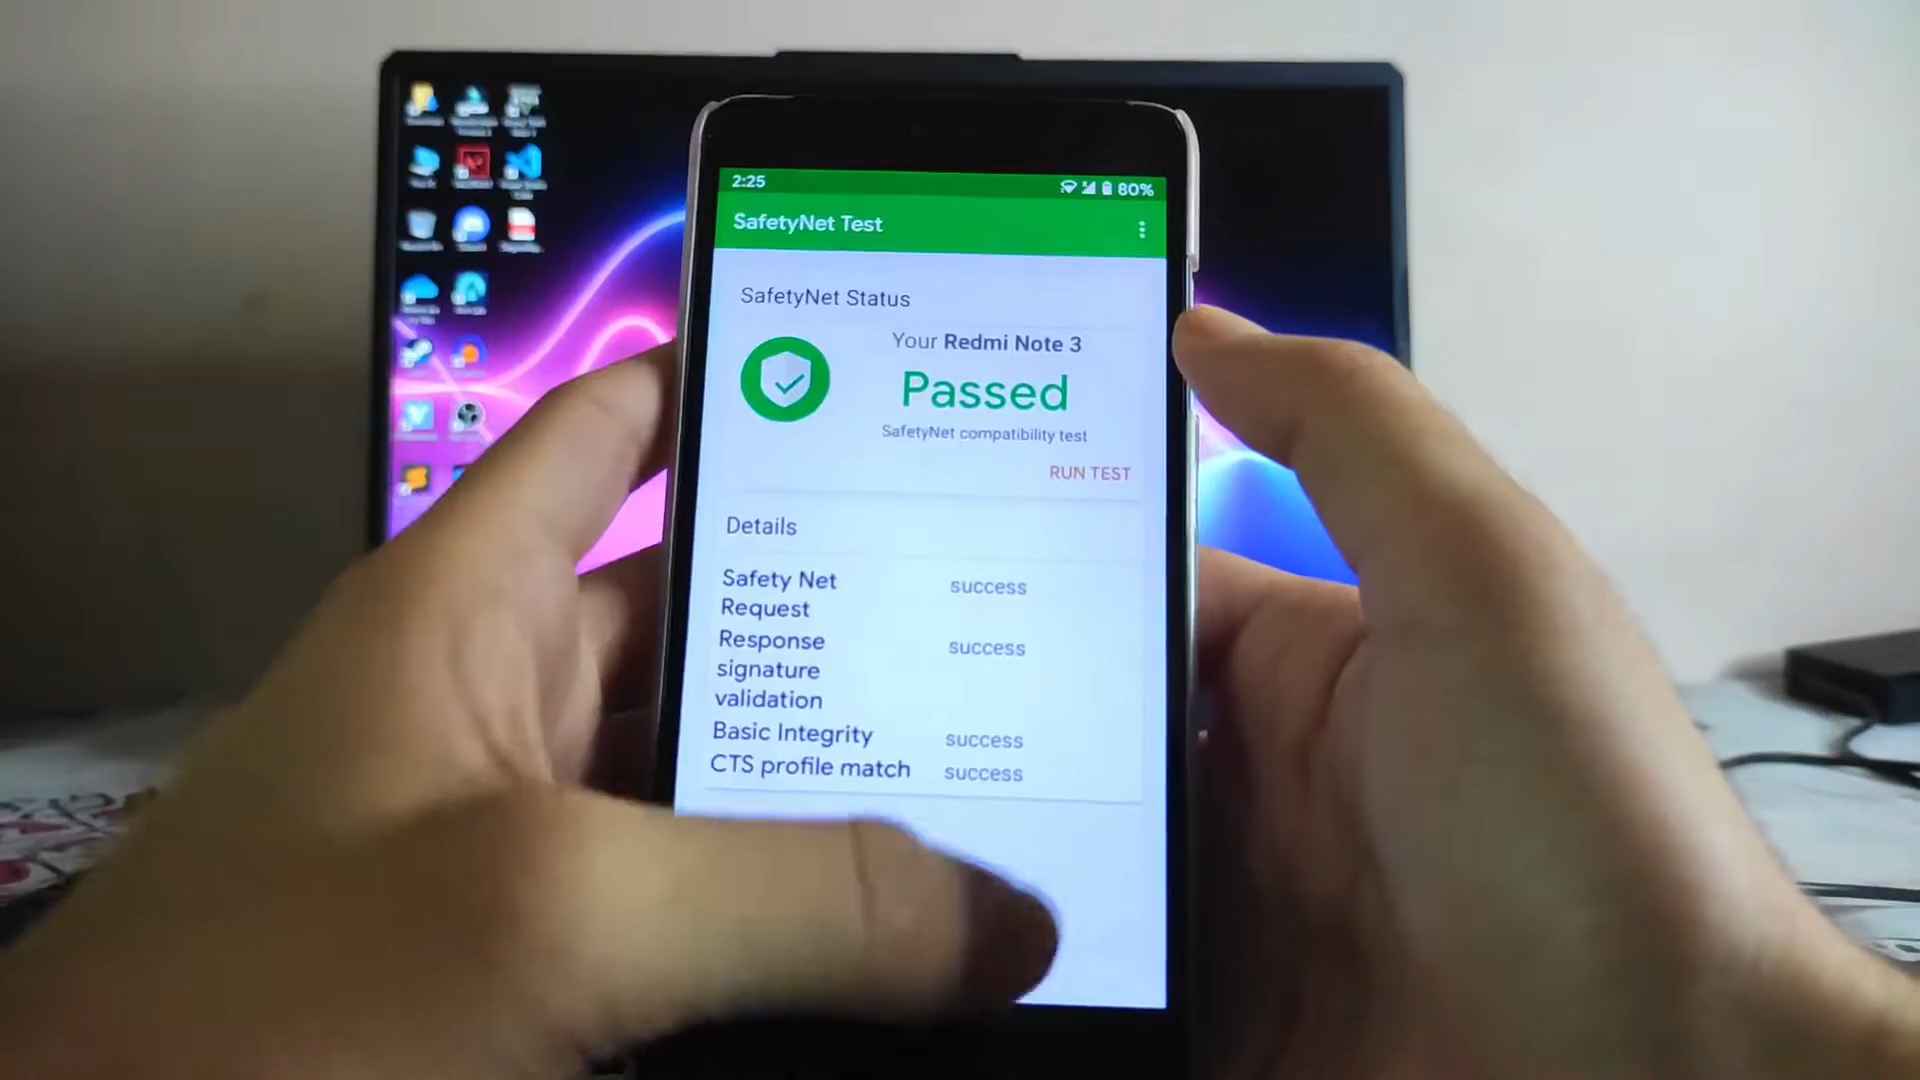 2:25
80%
SafetyNet Test
SafetyNet Status
Your Redmi Note 3
Passed
SafetyNet compatibility test
RUN TEST
Details
Safety Net
Request
success
Response
signature
validation
success
Basic Integrity
success
CTS profile match
success